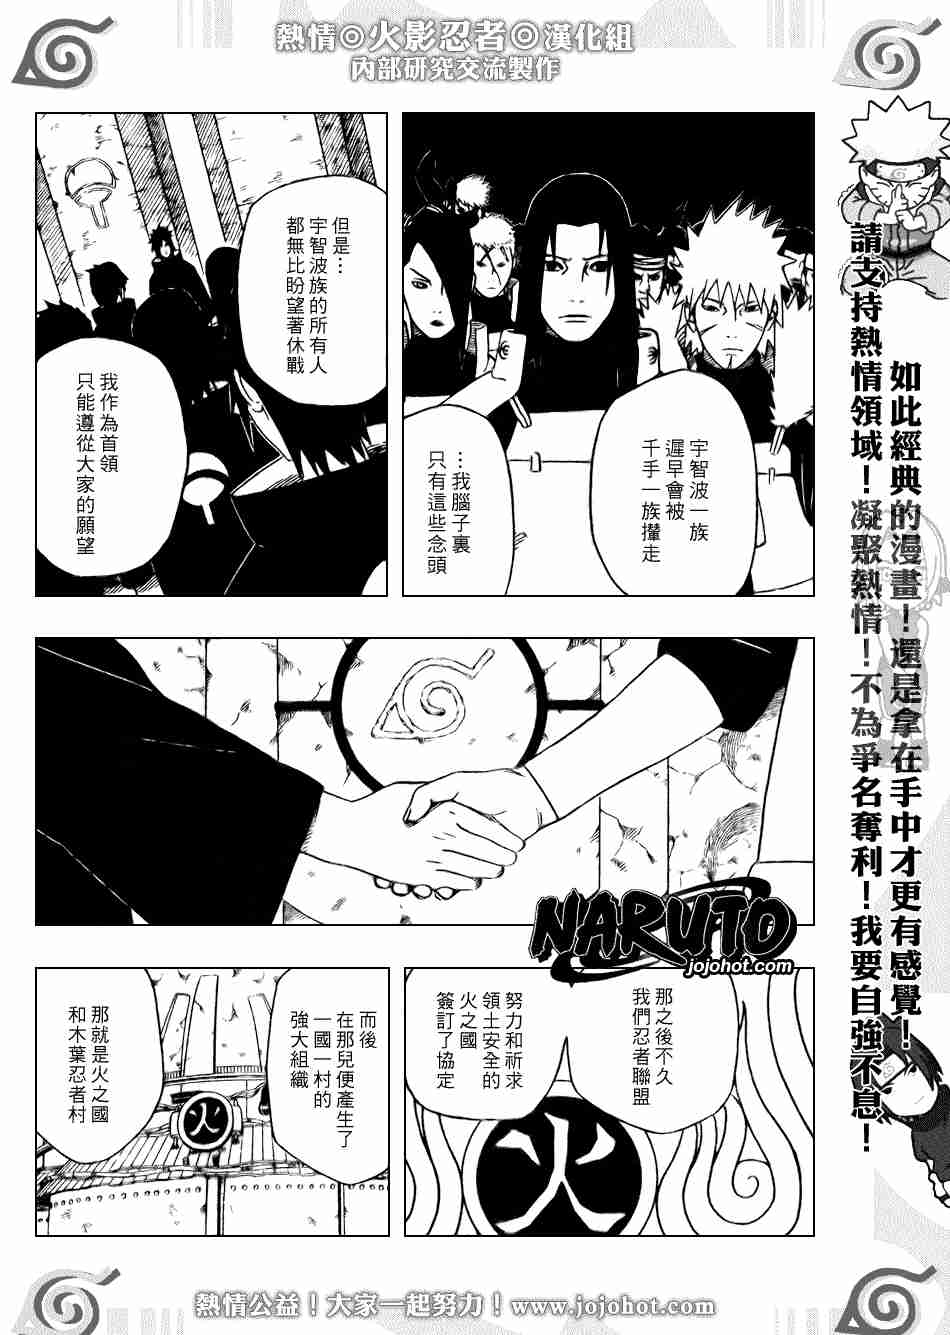 熱情◎火影忍者◎漢化組
內部研究交流製作
宇智波一族
遲早會被
千手一族攆走
…我腦子裏
只有這些念頭
但是…
宇智波族的所有人
都無比盼望著休戰
我作為首領
只能遵從大家的願望
NARUTO
jojohot.com
那之後不久
我們忍者聯盟
努力和祈求
領土安全的
火之國
簽訂了協定
火
而後
在那兒便產生了
一國一村的
強大組織
那就是火之國
和木葉忍者村
火
如此經典的漫畫！還是拿在手中才更有感覺！
請支持熱情領域！凝聚熱情！不為爭名奪利！我要自強不息！
熱情公益！大家一起努力！www.jojohot.com